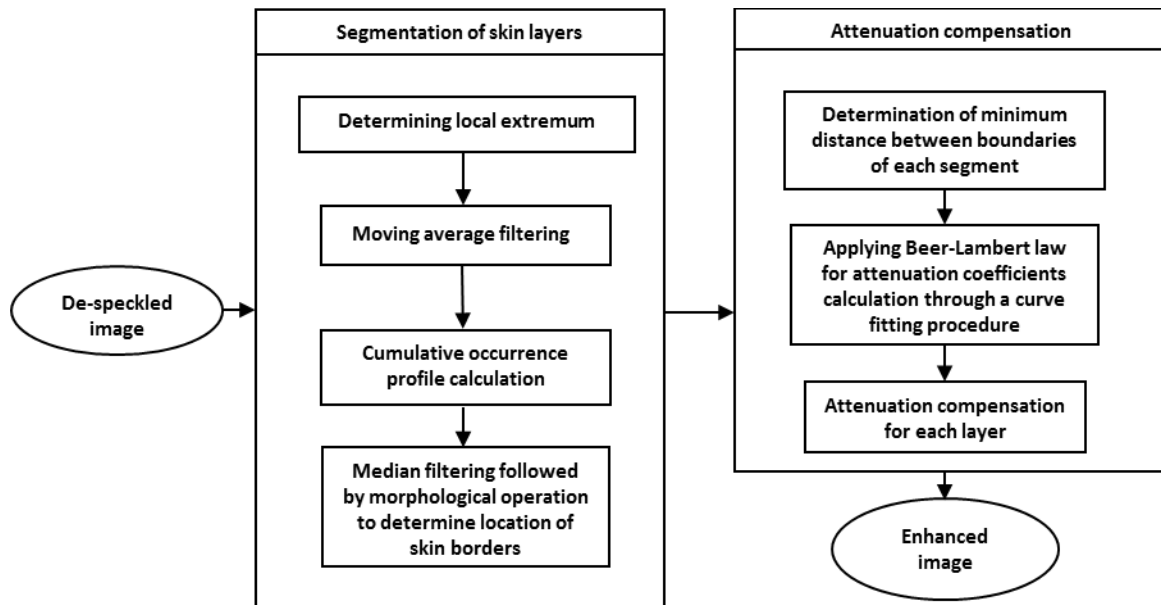 Segmentation of skin layers
Determining local extremum
Moving average filtering
De-speckled
image
Cumulative occurrence
profile calculation
Median filtering followed
by morphological operation
to determine location of
skin borders
Attenuation compensation
Determination of minimum
distance between boundaries
of each segment
Applying Beer-Lambert law
for attenuation coefficients
calculation through a curve
fitting procedure
Attenuation compensation
for each layer
Enhanced
image